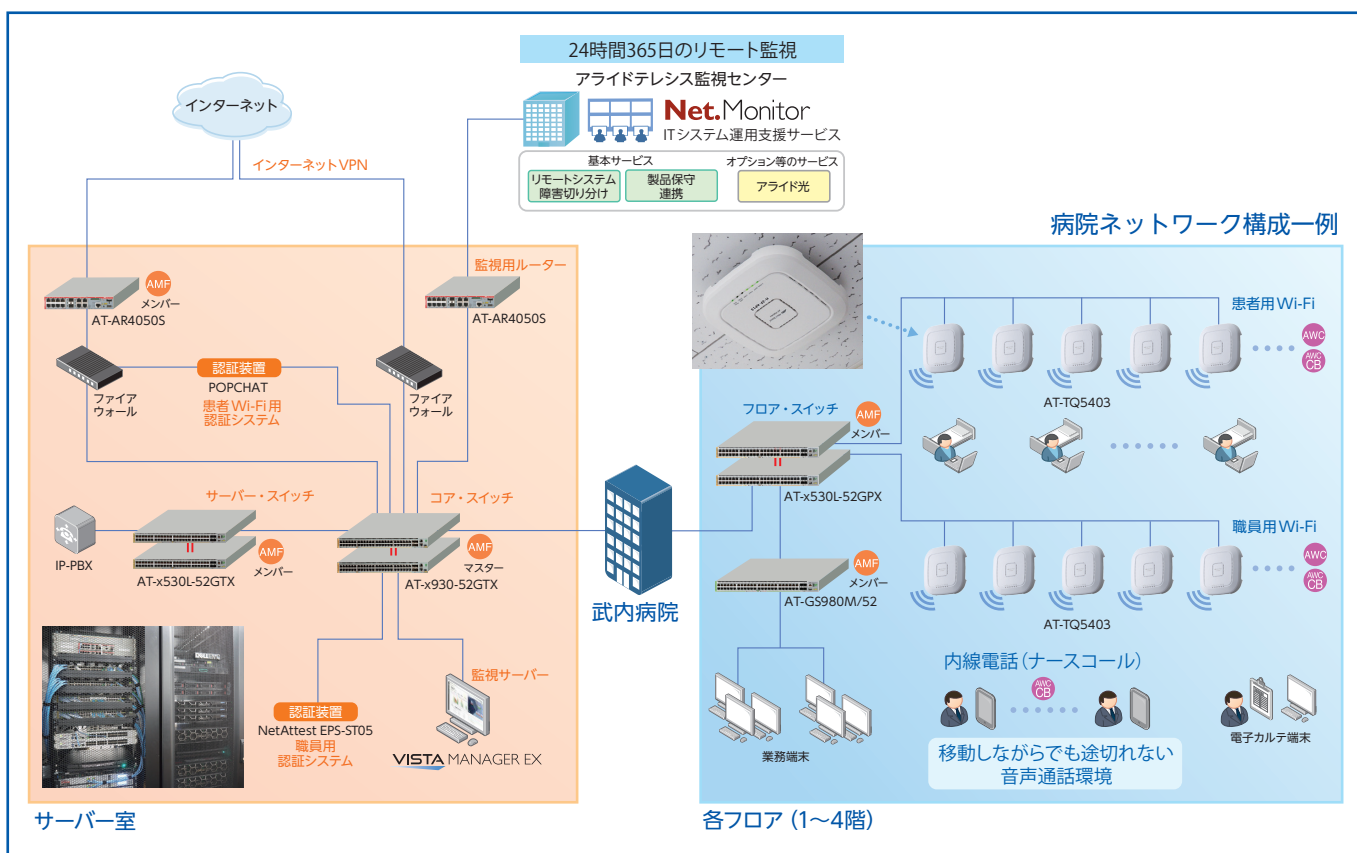 24時間365日のリモート監視
アライドテレシス監視センター
Net.Monitor
ITシステム運用支援サービス
基本サービス
リモートシステム
障害切り分け
製品保守
連携
オプション等のサービス
アライド光
インターネット
インターネットVPN
病院ネットワーク構成一例
AMF
メンバー
AT-AR4050S
監視用ルーター
AT-AR4050S
ファイア
ウォール
認証装置
POPCHAT
患者Wi-Fi用
認証システム
ファイア
ウォール
サーバー・スイッチ
コア・スイッチ
IP-PBX
AMF
メンバー
AT-x530L-52GTX
AMF
マスター
AT-x930-52GTX
認証装置
NetAttest EPS-ST05
職員用
認証システム
監視サーバー
VISTA MANAGER EX
サーバー室
武内病院
患者用Wi-Fi
AWC
AWC
CB
AT-TQ5403
フロア・スイッチ
AMF
メンバー
AT-x530L-52GPX
職員用Wi-Fi
AWC
AWC
CB
AT-TQ5403
AMF
メンバー
AT-GS980M/52
業務端末
内線電話(ナースコール)
AWC
CB
移動しながらでも途切れない
音声通話環境
電子カルテ端末
各フロア (1〜4階)